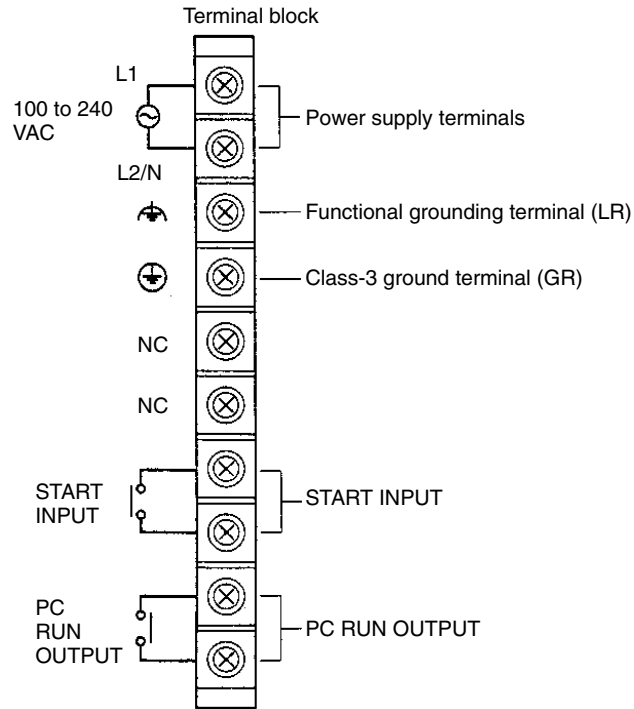 Terminal block
L1
100 to 240
VAC
Power supply terminals
L2/N
Functional grounding terminal (LR)
Class-3 ground terminal (GR)
NC
NC
START
INPUT
START INPUT
PC
RUN
OUTPUT
PC RUN OUTPUT